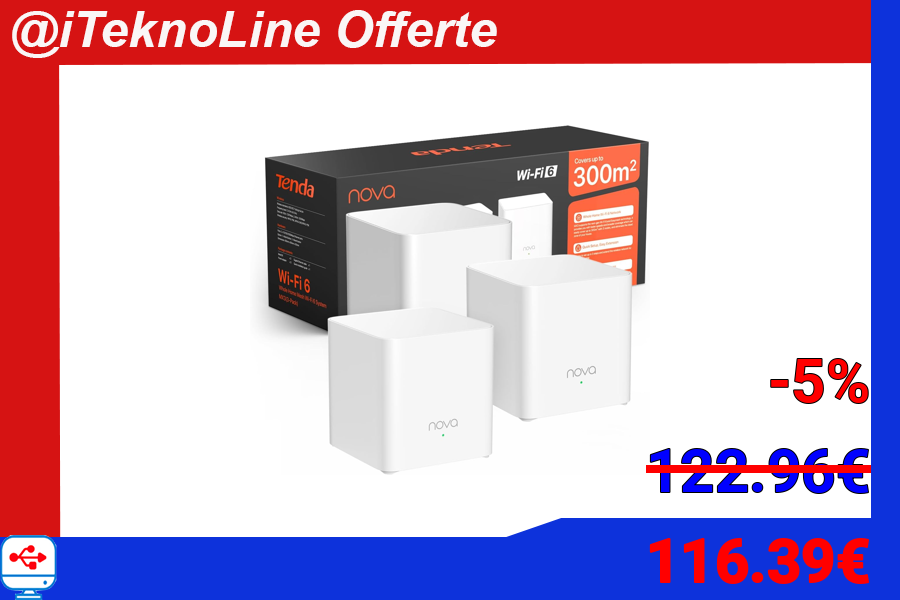 @iTeknoLine Offerte
Tenda
Tenda
nova
Wi-Fi 6
Covers up to
300m²
nova
Wi-Fi 6
nova
nova
-5%
122.96€
116.39€